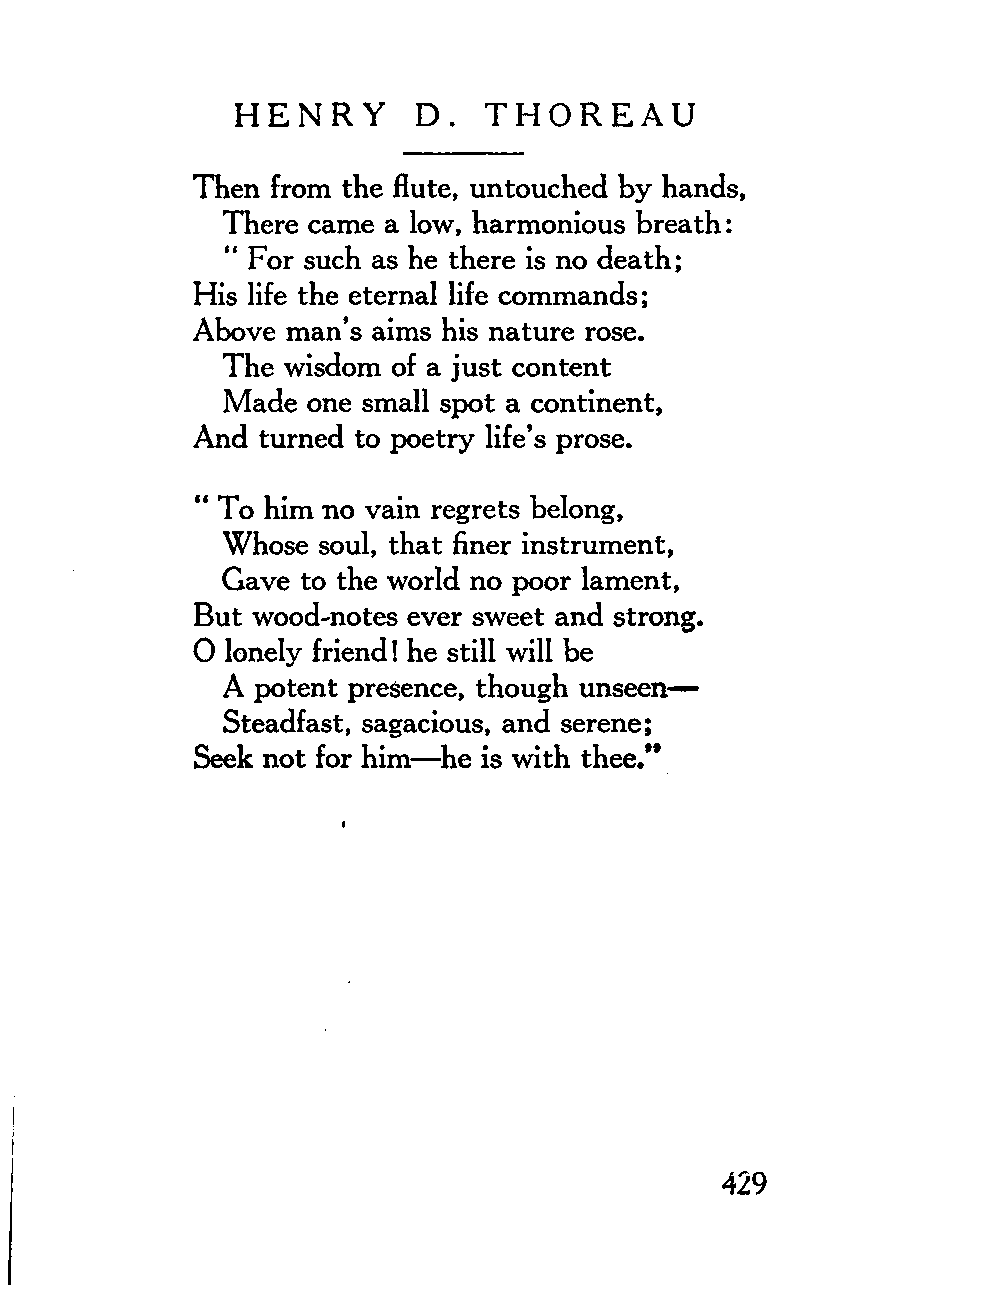 HENRY D. THOREAU
Then from the flute, untouched by hands,
There came a low, harmonious breath:
" For such as he there is no death;
His life the eternal life commands;
Above man's aims his nature rose.
The wisdom of a just content
Made one small spot a continent,
And turned to poetry life's prose.
" To him no vain regrets belong,
Whose soul, that finer instrument,
Gave to the world no poor lament,
But wood-notes ever sweet and strong.
O lonely friend! he still will be
A potent presence, though unseen—
Steadfast, sagacious, and serene;
Seek not for him—he is with thee."
429